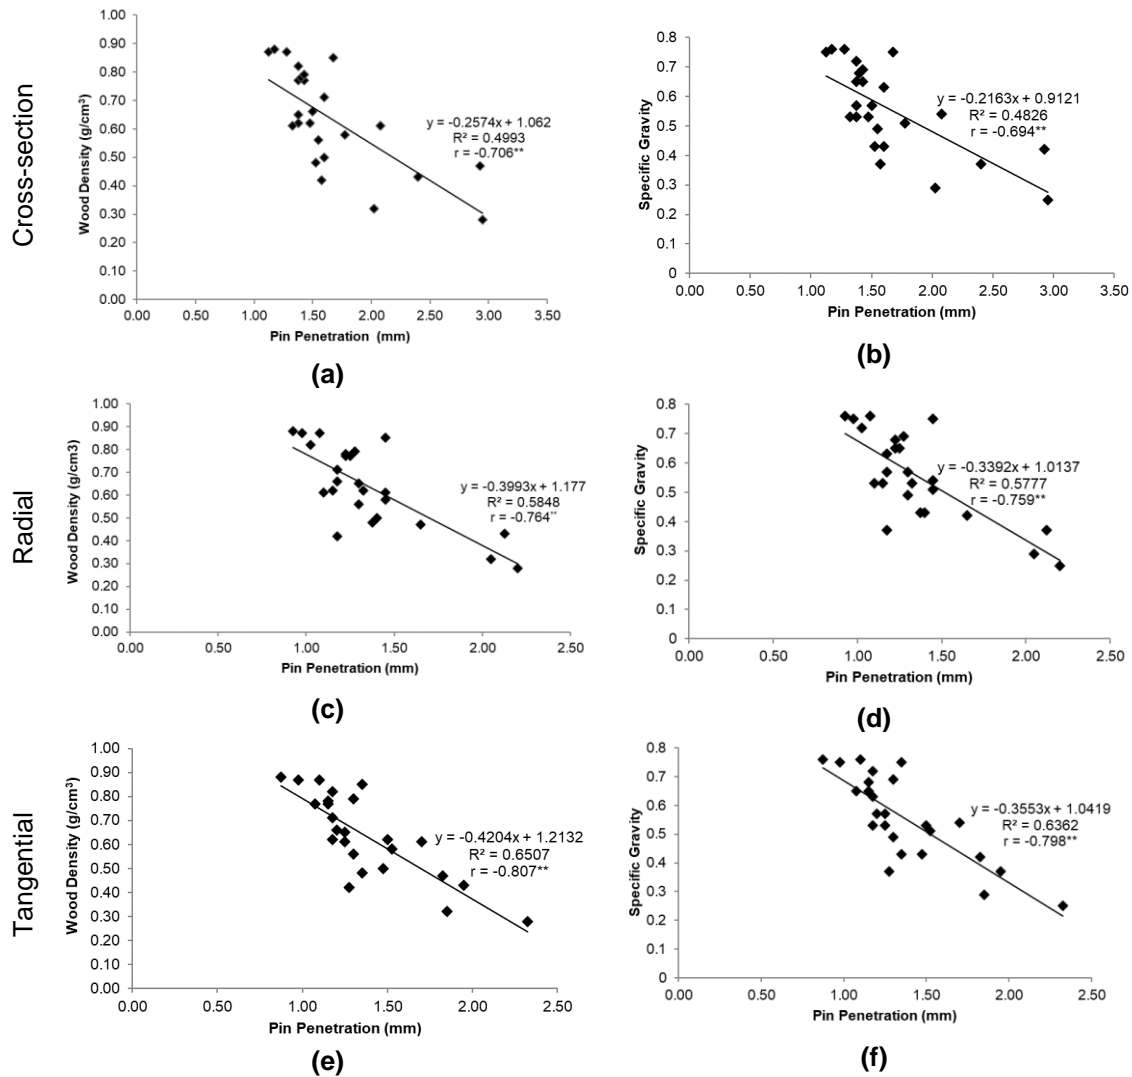 Cross-section
1.00
0.90
0.80
0.70
0.60
0.50
0.40
0.30
0.20
0.10
0.00
Wood Density (g/cm³)
y = -0.2574x + 1.062
R² = 0.4993
r = -0.706**
0.00 0.50 1.00 1.50 2.00 2.50 3.00 3.50
Pin Penetration (mm)
(a)
0.8
0.7
0.6
0.5
0.4
0.3
0.2
0.1
0
Specific Gravity
y = -0.2163x + 0.9121
R² = 0.4826
r = -0.694**
0.00 0.50 1.00 1.50 2.00 2.50 3.00 3.50
Pin Penetration (mm)
(b)
Radial
1.00
0.90
0.80
0.70
0.60
0.50
0.40
0.30
0.20
0.10
0.00
Wood Density (g/cm3)
y = -0.3993x + 1.177
R² = 0.5848
r = -0.764**
0.00 0.50 1.00 1.50 2.00 2.50
Pin Penetration (mm)
(c)
0.8
0.7
0.6
0.5
0.4
0.3
0.2
0.1
0
Specific Gravity
y = -0.3392x + 1.0137
R² = 0.5777
r = -0.759**
0.00 0.50 1.00 1.50 2.00 2.50
Pin Penetration (mm)
(d)
Tangential
1.00
0.90
0.80
0.70
0.60
0.50
0.40
0.30
0.20
0.10
0.00
Wood Density (g/cm³)
y = -0.4204x + 1.2132
R² = 0.6507
r = -0.807**
0.00 0.50 1.00 1.50 2.00 2.50
Pin Penetration (mm)
(e)
0.8
0.7
0.6
0.5
0.4
0.3
0.2
0.1
0
Specific Gravity
y = -0.3553x + 1.0419
R² = 0.6362
r = -0.798**
0.00 0.50 1.00 1.50 2.00 2.50
Pin Penetration (mm)
(f)